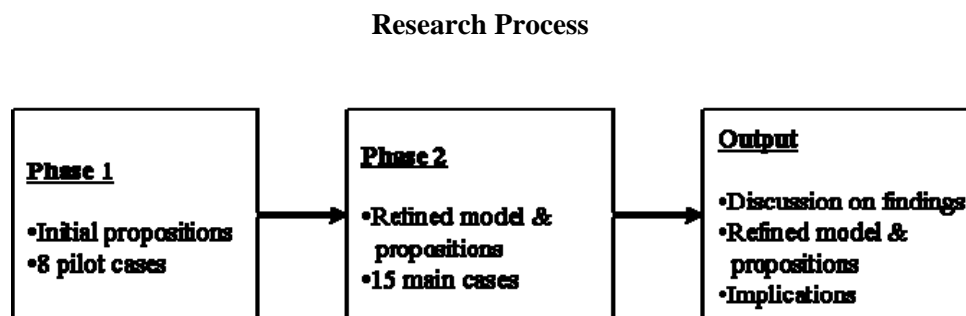 Research Process
Phase 1
•Initial propositions
•8 pilot cases
Phase 2
•Refined model &
propositions
•15 main cases
Output
•Discussion on findings
•Refined model &
propositions
•Implications